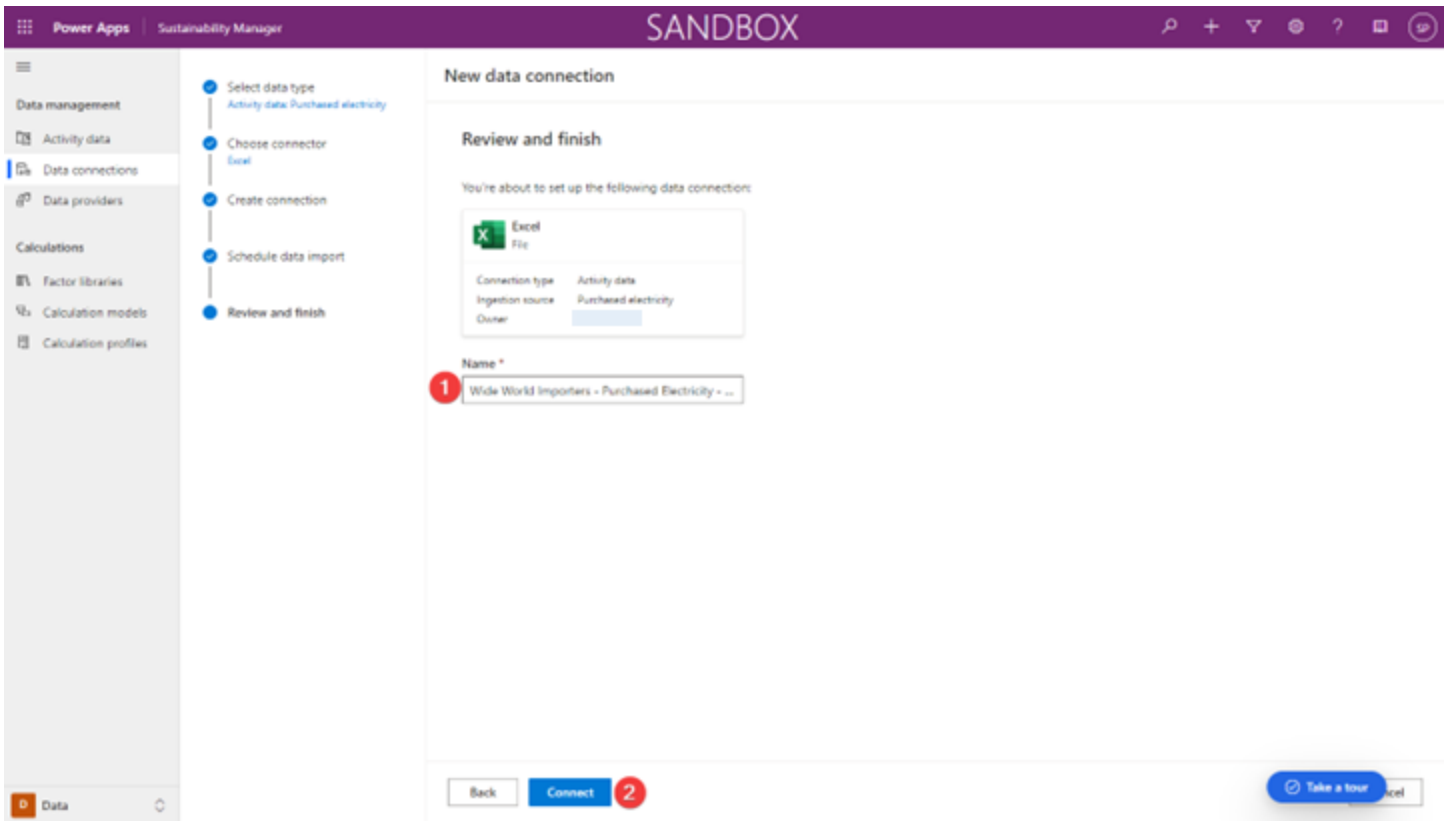 Power Apps Sustainability Manager SANDBOX ? SP
Data management
Activity data
Data connections
Data providers
Calculations
Factor libraries
Calculation models
Calculation profiles
D Data
Select data type
Activity data: Purchased electricity
Choose connector
Excel
Create connection
Schedule data import
Review and finish
New data connection
Review and finish
You're about to set up the following data connection:
Excel
File
Connection type Activity data
Ingestion source Purchased electricity
Owner
Name *
1 Wide World Importers - Purchased Electricity - ...
Back Connect 2 Take a tour cel